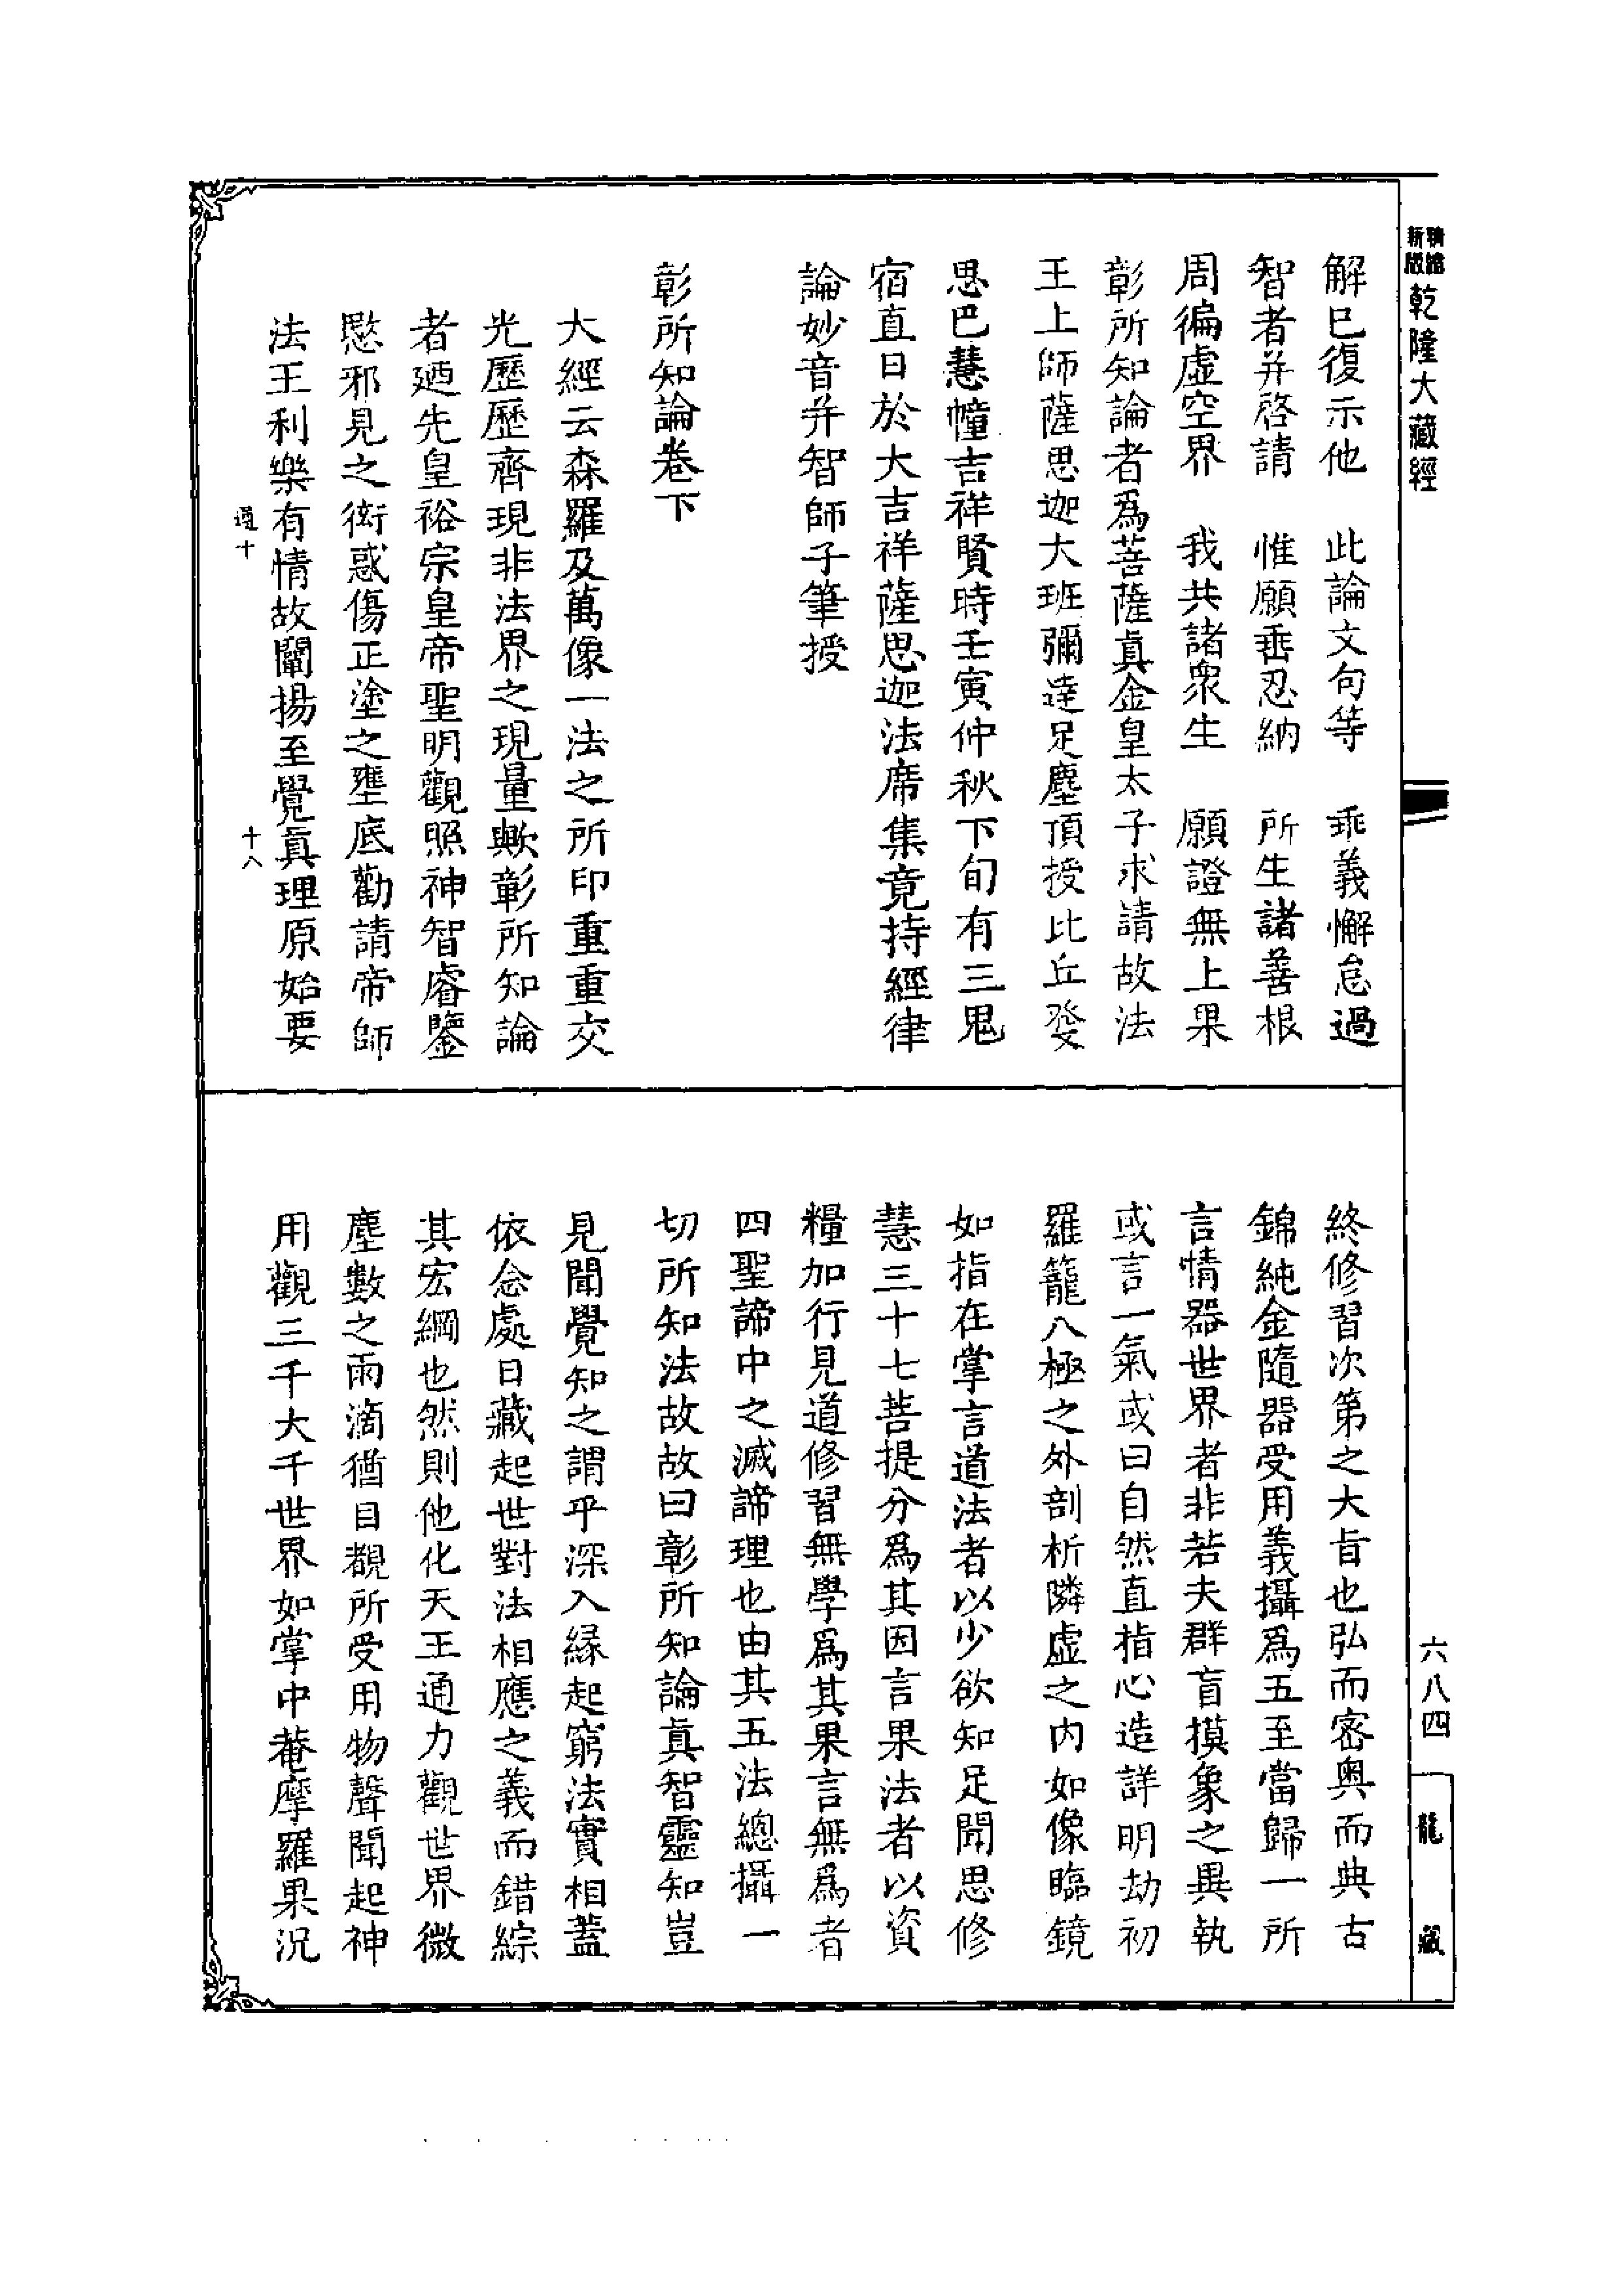 精縮新版乾隆大藏經
解巳復示他　此論文句等　乖義懈怠過
智者并啓請　惟願垂忍納　所生諸善根
周徧虛空界　我共諸衆生　願證無上果
彰所知論者爲菩薩眞金皇太子求請故法
王上師薩思迦大班彌達足塵頂授比丘發
思巴慧幢吉祥賢時壬寅仲秋下旬有三鬼
宿直日於大吉祥薩思迦法席集竟持經律
論妙音并智師子筆授
彰所知論卷下
大經云森羅及萬像一法之所印重重交
光歷歷齊現非法界之現量歟彰所知論
者廼先皇裕宗皇帝聖明觀照神智睿鑒
愍邪見之衒惑傷正塗之壅底勸請帝師
法王利樂有情故闡揚至覺眞理原始要
十　十八
終修習次第之大旨也弘而密奥而典古
錦純金隨器受用義攝爲五至當歸一所
言情器世界者非若夫群盲摸象之異執
或言一氣或曰自然直指心造詳明劫初
羅籠八極之外剖析隣虛之内如像臨鏡
如指在掌言道法者以少欲知足聞思修
慧三十七菩提分爲其因言果法者以資
糧加行見道修習無學爲其果言無爲者
四聖諦中之滅諦理也由其五法總攝一
切所知法故故曰彰所知論眞智靈知豈
見聞覺知之謂乎深入縁起窮法實相蓋
依念處日藏起世對法相應之義而錯綜
其宏綱也然則他化天王通力觀世界微
塵數之雨滴猶目覩所受用物聲聞起神
用觀三千大千世界如掌中菴摩羅果況
六八四
龍藏